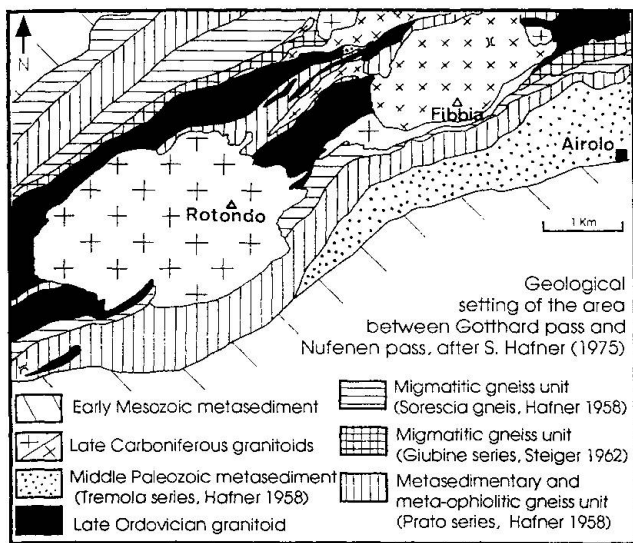 N
Fibbia
Airolo
Rotondo
1 Km
Geological
setting of the area
between Gotthard pass and
Nufenen pass, after S. Hafner (1975)
Early Mesozoic metasediment
Late Carboniferous granitoids
Middle Paleozoic metasediment
(Tremola series, Hafner 1958)
Late Ordovician granitoid
Migmatitic gneiss unit
(Sorescia gneis, Hafner 1958)
Migmatitic gneiss unit
(Giubine series, Steiger 1962)
Metasedimentary and
meta-ophiolitic gneiss unit
(Prato series, Hafner 1958)